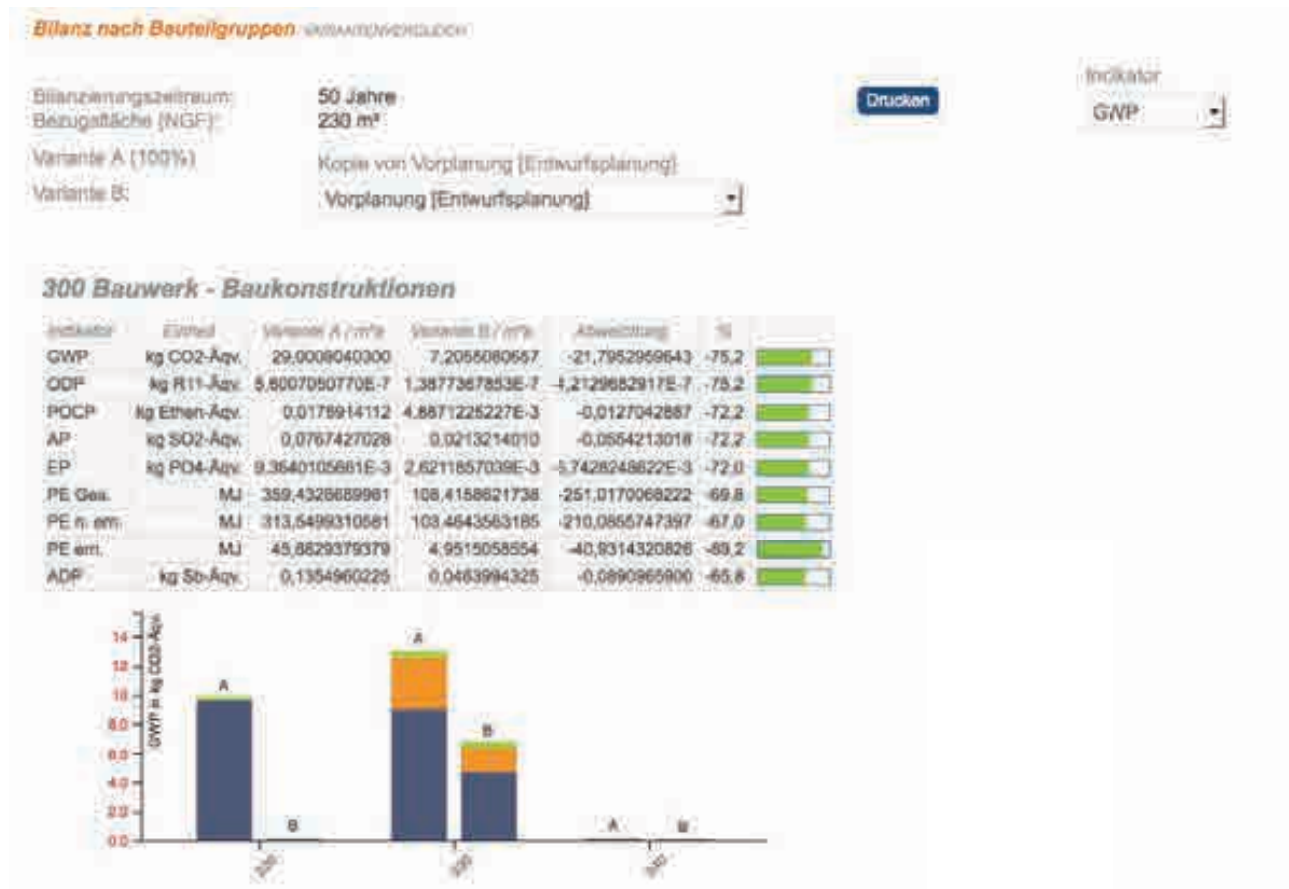 Bilanz nach Bauteilgruppen VARIANTENVERGLEICH
Bilanzierungszeitraum: 50 Jahre
Bezugsfläche (NGF): 230 m²
Variante A (100%) Kopie von Vorplanung [Entwurfsplanung]
Variante B: Vorplanung [Entwurfsplanung]
Drucken
Indikator
GWP
300 Bauwerk - Baukonstruktionen
Indikator Einheit Variante A / m²a Variante B / m²a Abweichung %
GWP kg CO2-Äqv. 29,0008040300 7,2055080657 -21,7952959643 -75,2
ODP kg R11-Äqv. 5,6007050770E-7 1,3877367853E-7 -4,2129682917E-7 -75,2
POCP kg Ethen-Äqv. 0,0175914112 4,8871225227E-3 -0,0127042887 -72,2
AP kg SO2-Äqv. 0,0767427028 0,0213214010 -0,0554213018 -72,2
EP kg PO4-Äqv. 9,3640105661E-3 2,6211857039E-3 -6,7428248622E-3 -72,0
PE Ges. MJ 359,4328689961 108,4158621738 -251,0170068222 -69,8
PE n. ern. MJ 313,5499310581 103,4643563185 -210,0855747397 -67,0
PE ern. MJ 45,8829379379 4,9515058554 -40,9314320826 -89,2
ADP kg Sb-Äqv. 0,1354960225 0,0463994325 -0,0890965900 -65,8
GWP in kg CO2-Äqv.
14
12
10
8.0
6.0
4.0
2.0
0.0
A
B
A
B
A
B
330
340